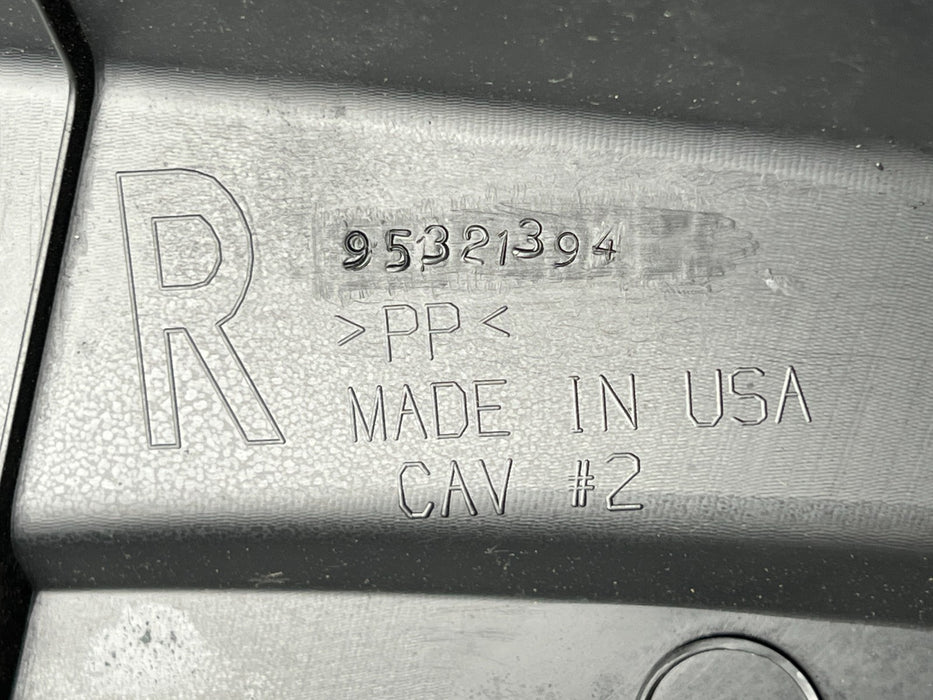 R
95321394
>PP<
MADE IN USA
CAV #2